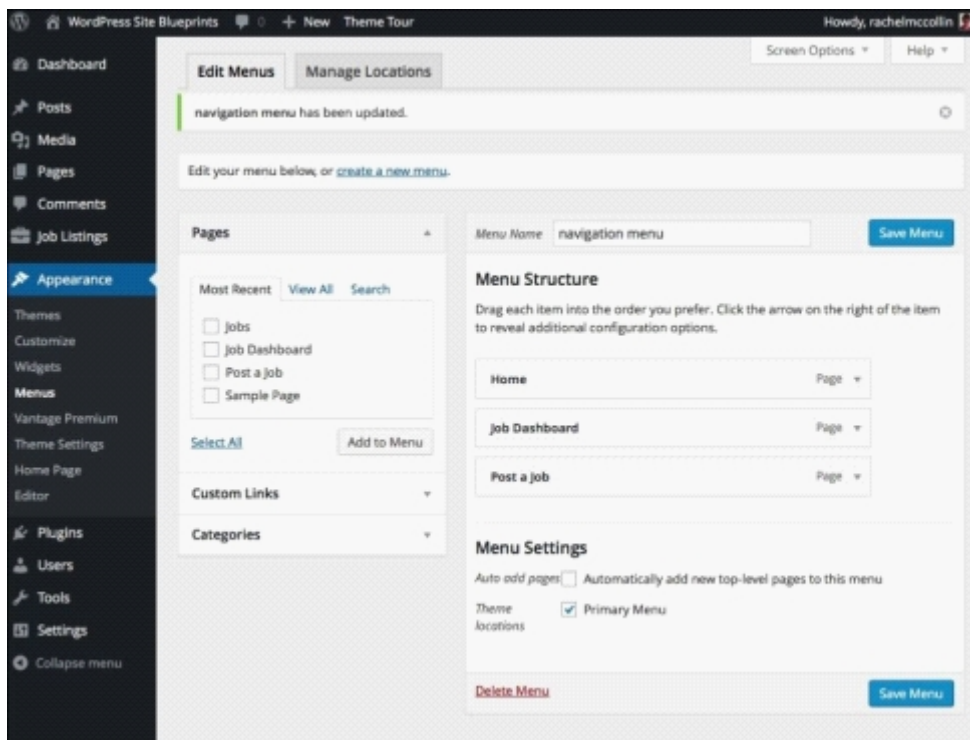 WordPress Site Blueprints 0 + New Theme Tour Howdy, rachelmccollin
Screen Options Help
Dashboard
Posts
Media
Pages
Comments
Job Listings
Appearance
Themes
Customize
Widgets
Menus
Vantage Premium
Theme Settings
Home Page
Editor
Plugins
Users
Tools
Settings
Collapse menu
Edit Menus Manage Locations
navigation menu has been updated.
Edit your menu below, or create a new menu.
Pages
Most Recent View All Search
Jobs
Job Dashboard
Post a Job
Sample Page
Select All Add to Menu
Custom Links
Categories
Menu Name navigation menu Save Menu
Menu Structure
Drag each item into the order you prefer. Click the arrow on the right of the item
to reveal additional configuration options.
Home Page
Job Dashboard Page
Post a Job Page
Menu Settings
Auto add pages Automatically add new top-level pages to this menu
Theme Primary Menu
locations
Delete Menu Save Menu